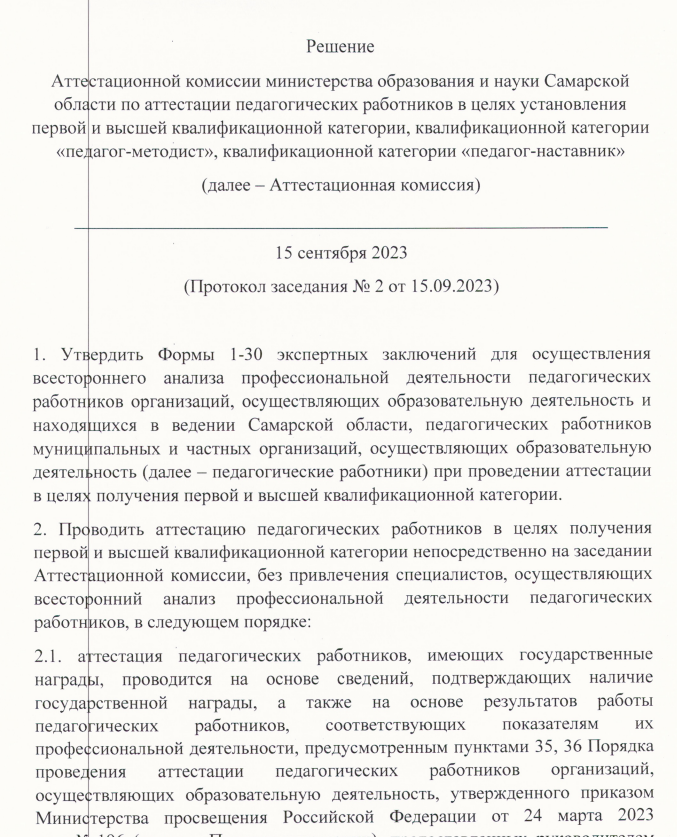 Решение
Аттестационной комиссии министерства образования и науки Самарской
области по аттестации педагогических работников в целях установления
первой и высшей квалификационной категории, квалификационной категории
«педагог-методист», квалификационной категории «педагог-наставник»
(далее – Аттестационная комиссия)
15 сентября 2023
(Протокол заседания № 2 от 15.09.2023)
1. Утвердить Формы 1-30 экспертных заключений для осуществления
всестороннего анализа профессиональной деятельности педагогических
работников организаций, осуществляющих образовательную деятельность и
находящихся в ведении Самарской области, педагогических работников
муниципальных и частных организаций, осуществляющих образовательную
деятельность (далее – педагогические работники) при проведении аттестации
в целях получения первой и высшей квалификационной категории.
2. Проводить аттестацию педагогических работников в целях получения
первой и высшей квалификационной категории непосредственно на заседании
Аттестационной комиссии, без привлечения специалистов, осуществляющих
всесторонний анализ профессиональной деятельности педагогических
работников, в следующем порядке:
2.1. аттестация педагогических работников, имеющих государственные
награды, проводится на основе сведений, подтверждающих наличие
государственной награды, а также на основе результатов работы
педагогических работников, соответствующих показателям их
профессиональной деятельности, предусмотренным пунктами 35, 36 Порядка
проведения аттестации педагогических работников организаций,
осуществляющих образовательную деятельность, утвержденного приказом
Министерства просвещения Российской Федерации от 24 марта 2023